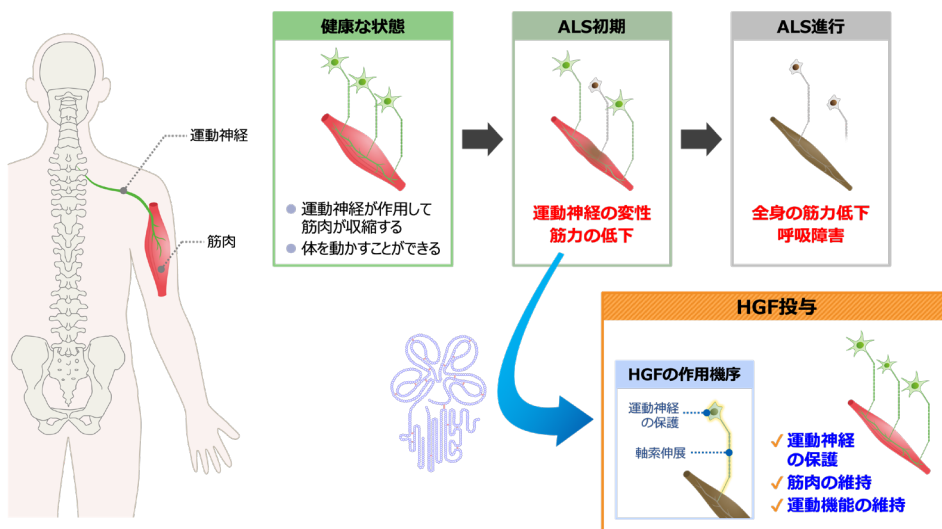 運動神経
筋肉
健康な状態
運動神経が作用して
筋肉が収縮する
体を動かすことができる
ALS初期
運動神経の変性
筋力の低下
ALS進行
全身の筋力低下
呼吸障害
HGF投与
HGFの作用機序
運動神経
の保護
軸索伸展
✓ 運動神経
の保護
✓ 筋肉の維持
✓ 運動機能の維持